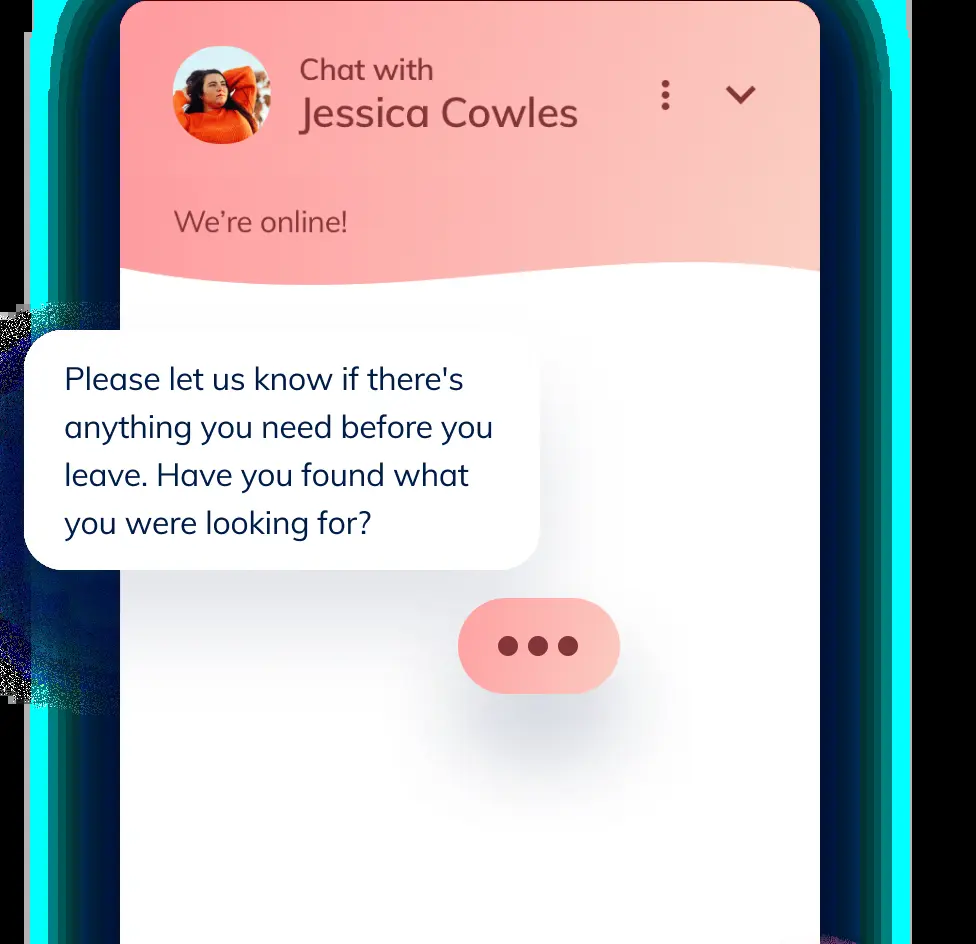 Chat with
Jessica Cowles
We're online!
Please let us know if there's
anything you need before you
leave. Have you found what
you were looking for?